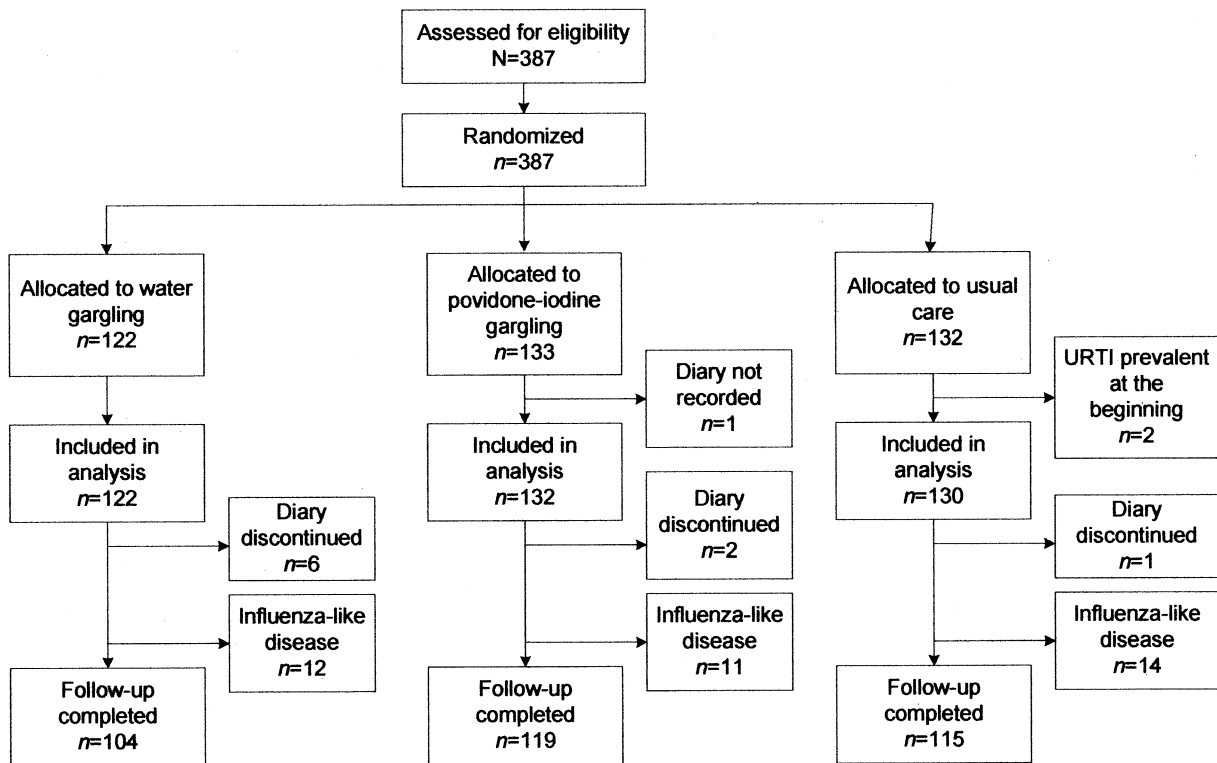 Assessed for eligibility
N=387
Randomized
n=387
Allocated to water
gargling
n=122
Allocated to
povidone-iodine
gargling
n=133
Allocated to usual
care
n=132
Diary not
recorded
n=1
URTI prevalent
at the
beginning
n=2
Included in
analysis
n=122
Included in
analysis
n=132
Included in
analysis
n=130
Diary
discontinued
n=6
Diary
discontinued
n=2
Diary
discontinued
n=1
Influenza-like
disease
n=12
Influenza-like
disease
n=11
Influenza-like
disease
n=14
Follow-up
completed
n=104
Follow-up
completed
n=119
Follow-up
completed
n=115